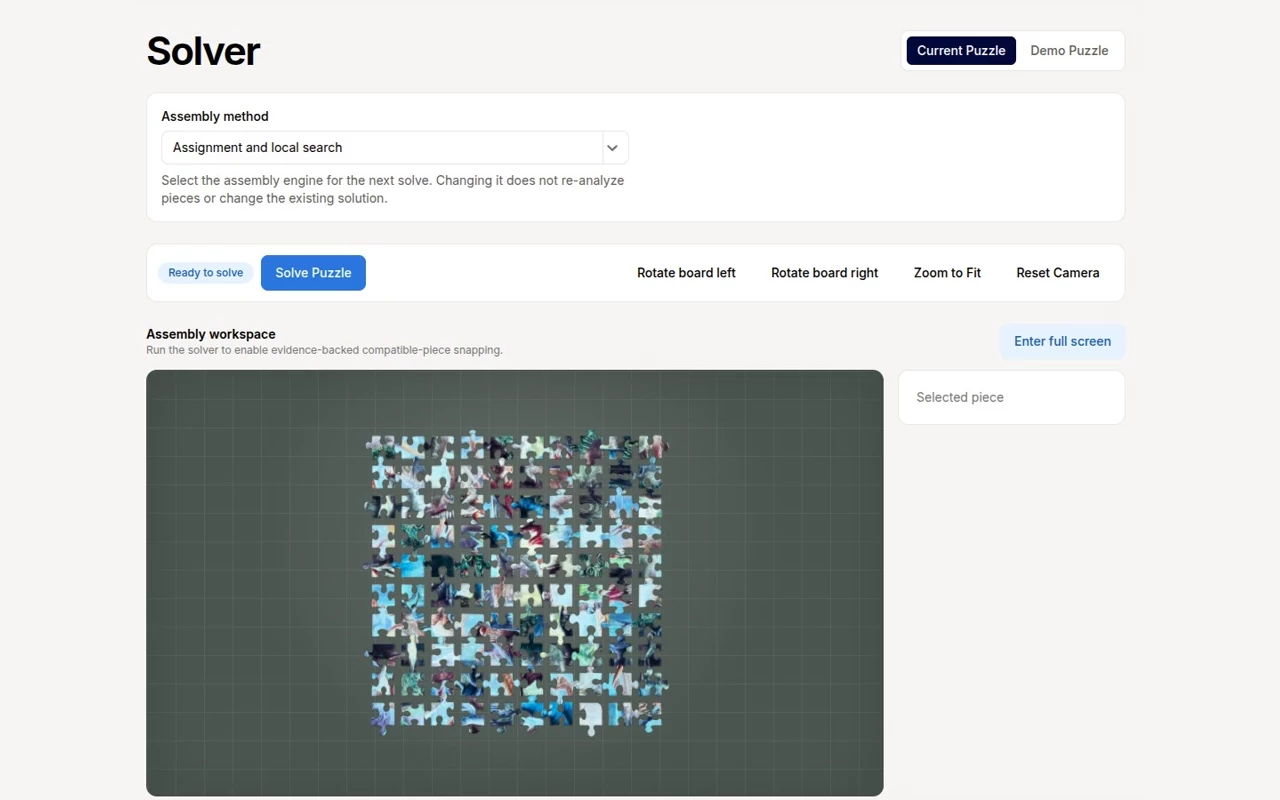 Solver
Current Puzzle
Demo Puzzle
Assembly method
Assignment and local search
Select the assembly engine for the next solve. Changing it does not re-analyze
pieces or change the existing solution.
Ready to solve
Solve Puzzle
Rotate board left
Rotate board right
Zoom to Fit
Reset Camera
Assembly workspace
Run the solver to enable evidence-backed compatible-piece snapping.
Enter full screen
Selected piece